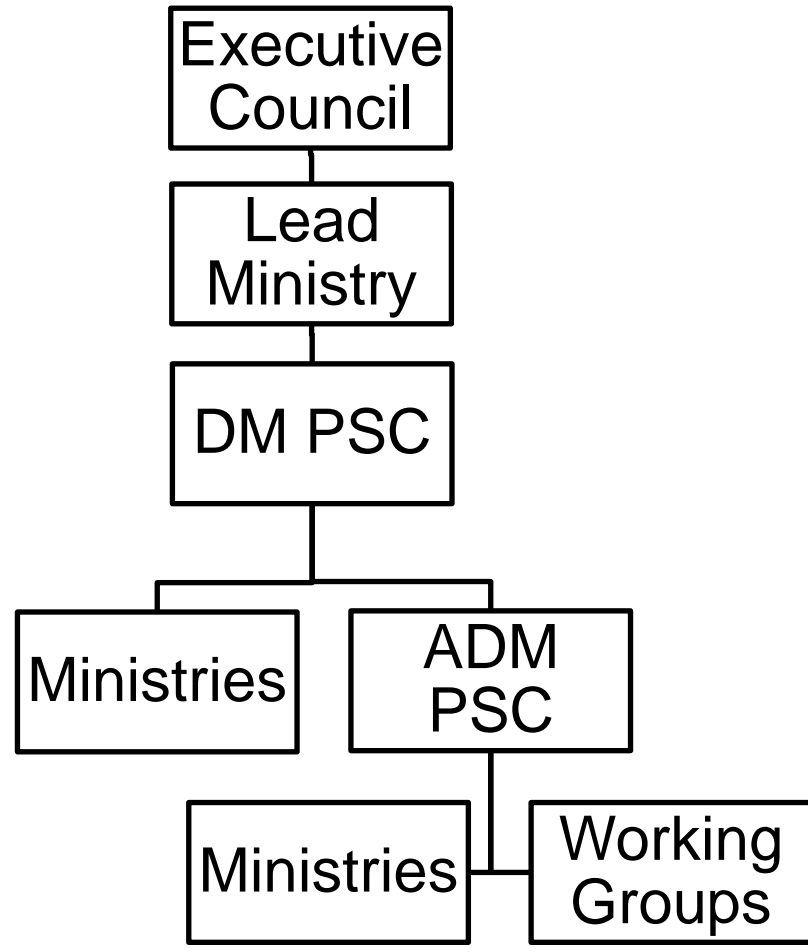 Executive
Council
Lead
Ministry
DM PSC
Ministries
ADM
PSC
Ministries
Working
Groups